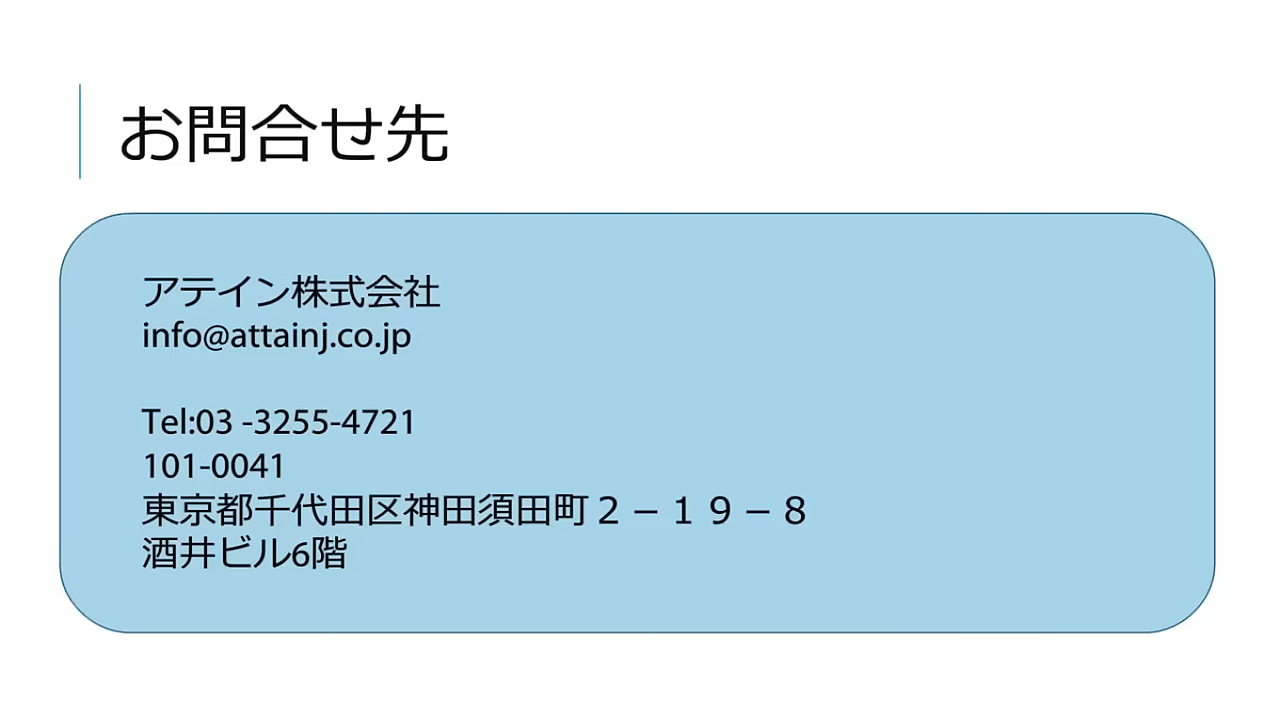 お問合せ先
アテイン株式会社
info@attainj.co.jp
Tel:03 -3255-4721
101-0041
東京都千代田区神田須田町２－１９－８
酒井ビル6階